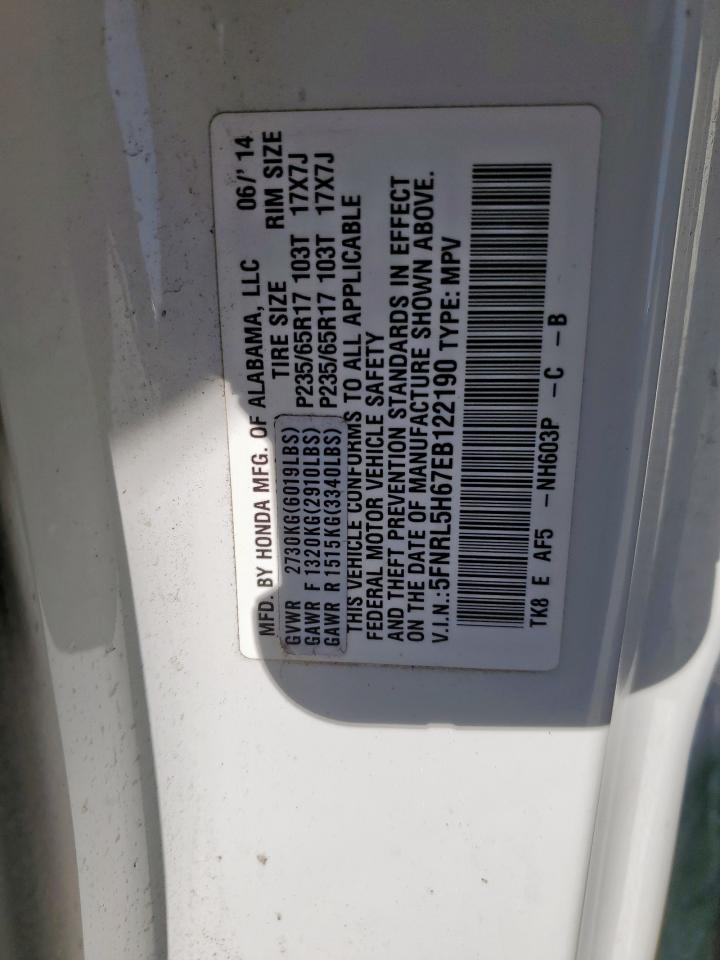 MFD. BY HONDA MFG. OF ALABAMA, LLC 06/'14
TIRE SIZE RIM SIZE
GVWR 2730KG(6019LBS)
GAWR F 1320KG(2910LBS) P235/65R17 103T 17X7J
GAWR R 1515KG(3340LBS) P235/65R17 103T 17X7J
THIS VEHICLE CONFORMS TO ALL APPLICABLE
FEDERAL MOTOR VEHICLE SAFETY
AND THEFT PREVENTION STANDARDS IN EFFECT
ON THE DATE OF MANUFACTURE SHOWN ABOVE.
V.I.N.:5FNRL5H67EB122190 TYPE: MPV
TK8 E AF5 -NH603P -C -B